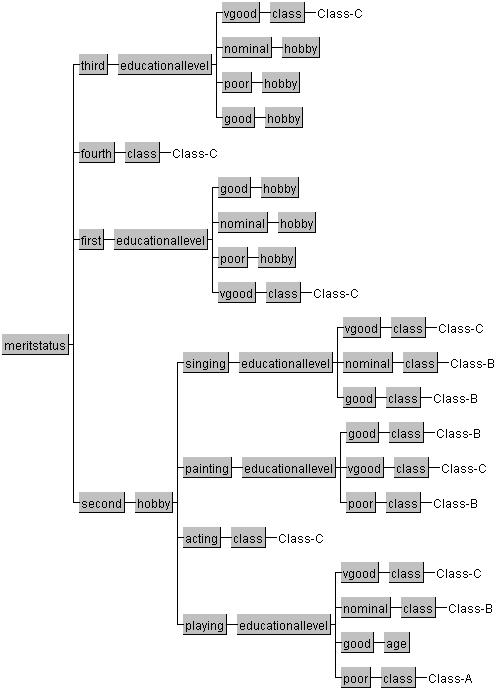 vgood class Class-C
nominal hobby
third educationallevel
poor hobby
good hobby
fourth class Class-C
good hobby
nominal hobby
first educationallevel
poor hobby
vgood class Class-C
meritstatus
vgood class Class-C
singing educationallevel nominal class Class-B
good class Class-B
good class Class-B
painting educationallevel vgood class Class-C
second hobby poor class Class-B
acting class Class-C
vgood class Class-C
nominal class Class-B
playing educationallevel
good age
poor class Class-A